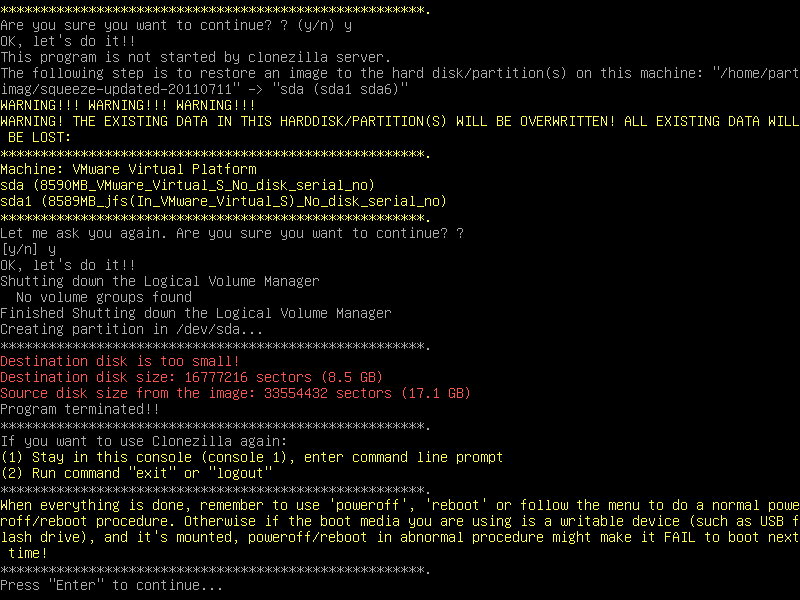 *****************************************************.
Are you sure you want to continue? ? (y/n) y
OK, let's do it!!
This program is not started by clonezilla server.
The following step is to restore an image to the hard disk/partition(s) on this machine: "/home/part
imag/squeeze-updated-20110711" -> "sda (sda1 sda6)"
WARNING!!! WARNING!!! WARNING!!!
WARNING! THE EXISTING DATA IN THIS HARDDISK/PARTITION(S) WILL BE OVERWRITTEN! ALL EXISTING DATA WILL
 BE LOST:
*****************************************************.
Machine: VMware Virtual Platform
sda (8590MB_VMware_Virtual_S_No_disk_serial_no)
sda1 (8589MB_jfs(In_VMware_Virtual_S)_No_disk_serial_no)
*****************************************************.
Let me ask you again. Are you sure you want to continue? ?
[y/n] y
OK, let's do it!!
Shutting down the Logical Volume Manager
  No volume groups found
Finished Shutting down the Logical Volume Manager
Creating partition in /dev/sda...
*****************************************************.
Destination disk is too small!
Destination disk size: 16777216 sectors (8.5 GB)
Source disk size from the image: 33554432 sectors (17.1 GB)
Program terminated!!
*****************************************************.
If you want to use Clonezilla again:
(1) Stay in this console (console 1), enter command line prompt
(2) Run command "exit" or "logout"
*****************************************************.
When everything is done, remember to use 'poweroff', 'reboot' or follow the menu to do a normal powe
roff/reboot procedure. Otherwise if the boot media you are using is a writable device (such as USB f
lash drive), and it's mounted, poweroff/reboot in abnormal procedure might make it FAIL to boot next
 time!
*****************************************************.
Press "Enter" to continue...